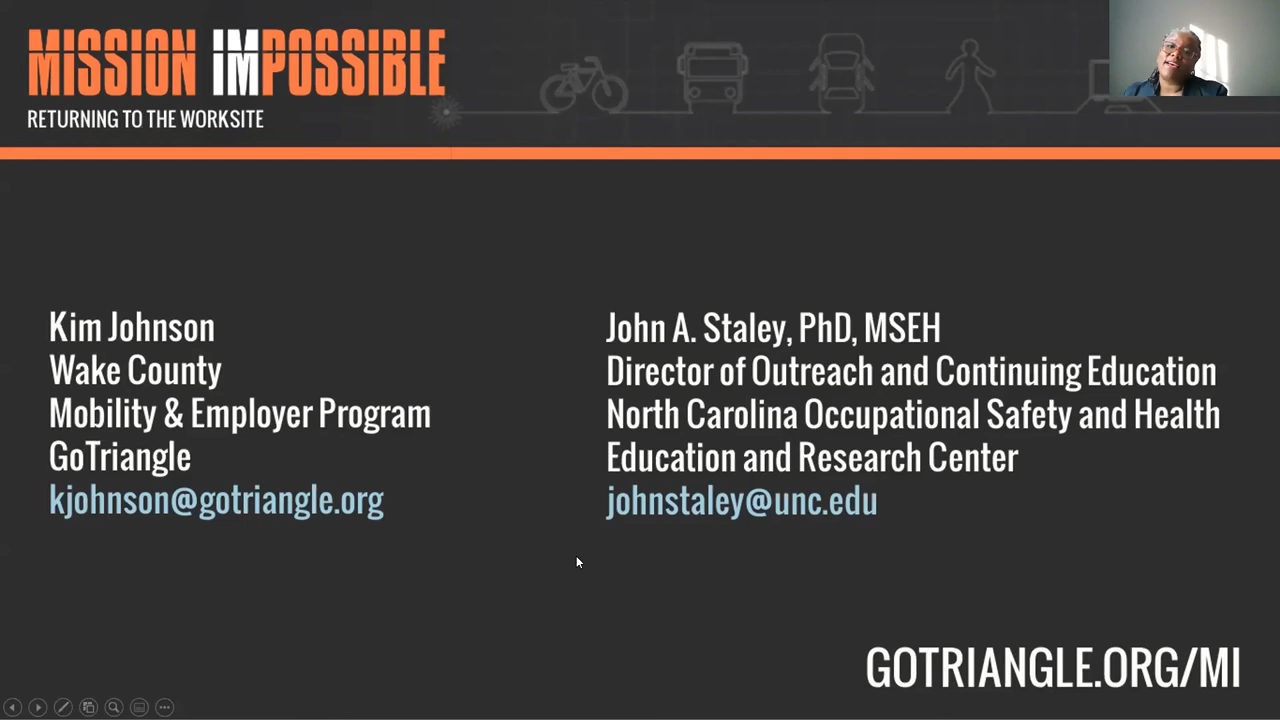 MISSION IMPOSSIBLE
RETURNING TO THE WORKSITE
Kim Johnson
Wake County
Mobility & Employer Program
GoTriangle
kjohnson@gotriangle.org
John A. Staley, PhD, MSEH
Director of Outreach and Continuing Education
North Carolina Occupational Safety and Health
Education and Research Center
johnstaley@unc.edu
GOTRIANGLE.ORG/MI